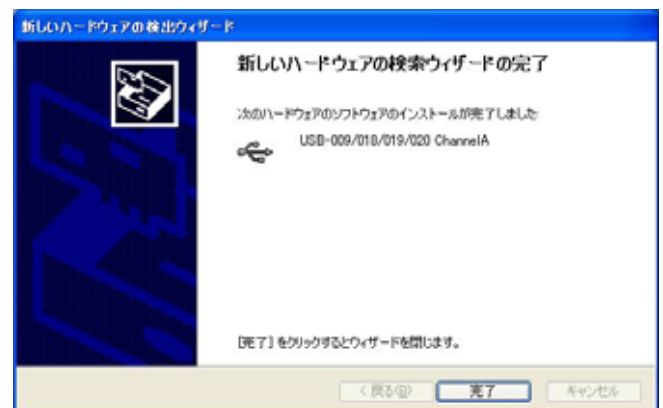 新しいハードウェアの検出ウィザード
新しいハードウェアの検索ウィザードの完了
次のハードウェアのソフトウェアのインストールが完了しました
USB-009/010/019/020 ChannelA
[完了] をクリックするとウィザードを閉じます。
< 戻る(B)
完了
キャンセル